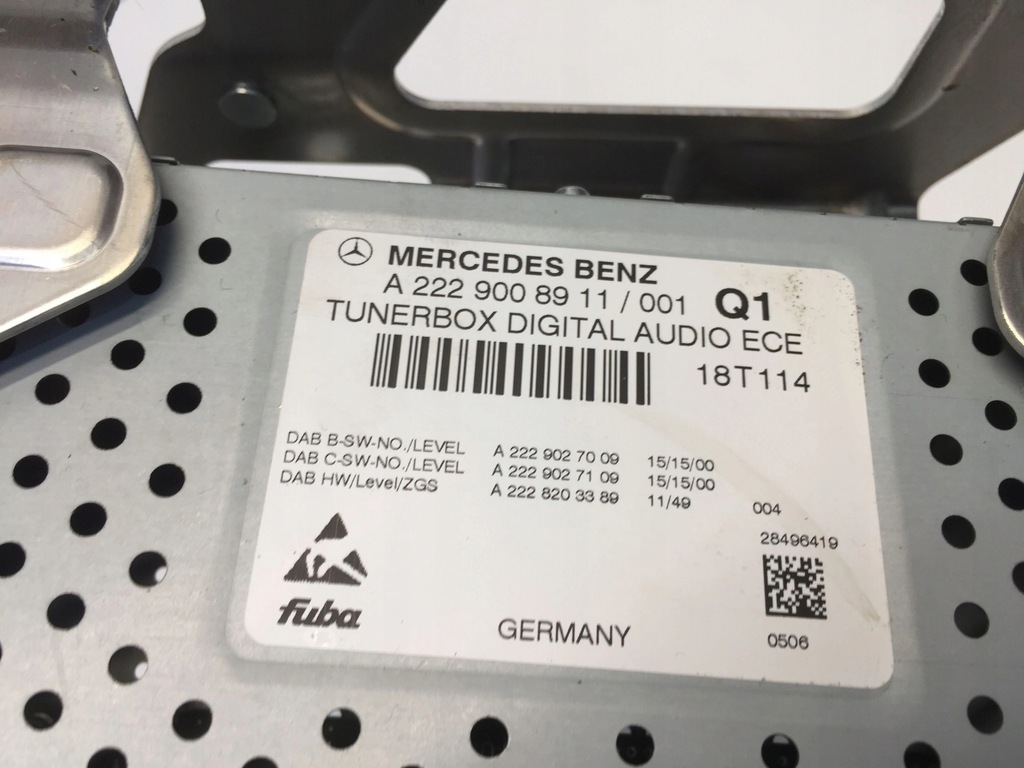 MERCEDES BENZ
A 222 900 89 11 / 001 Q1
TUNERBOX DIGITAL AUDIO ECE
18T114
DAB B-SW-NO./LEVEL A 222 902 70 09 15/15/00
DAB C-SW-NO./LEVEL A 222 902 71 09 15/15/00
DAB HW/Level/ZGS A 222 820 33 89 11/49
004
28496419
fuba
GERMANY
0506